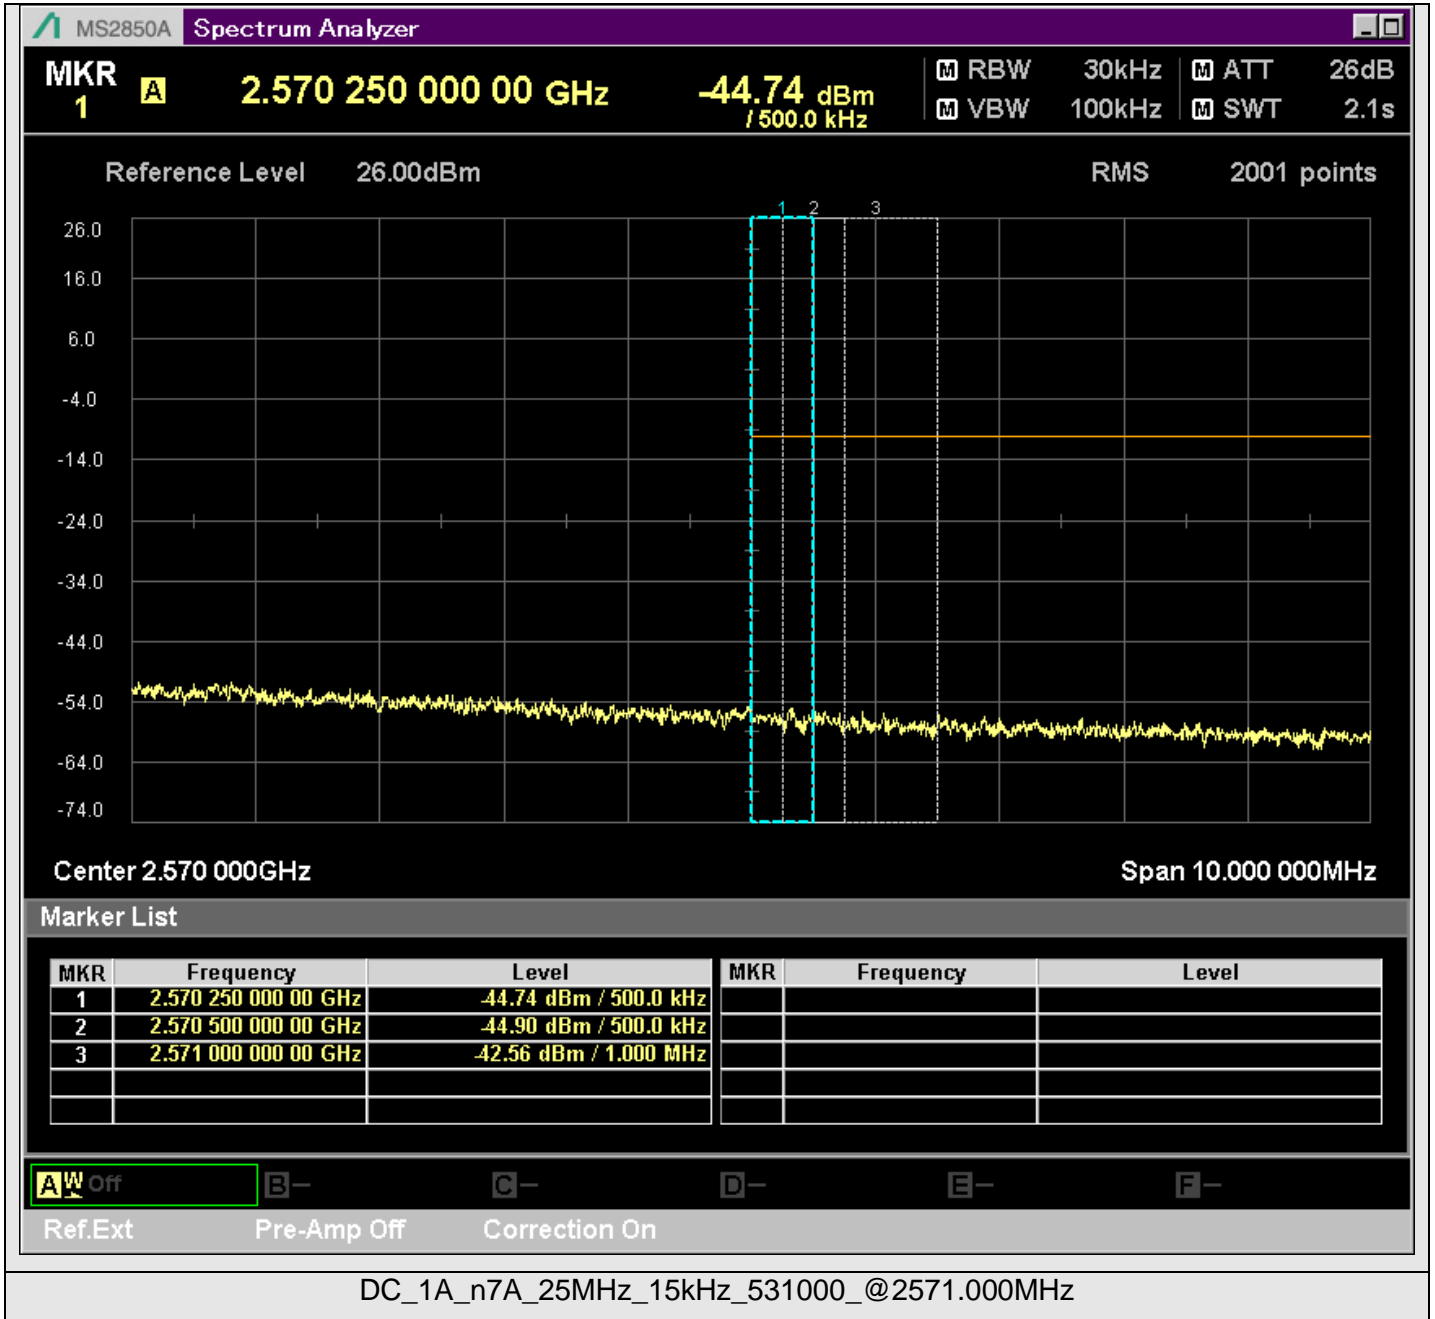 MS2850A Spectrum Analyzer
MKR 1 A 2.570 250 000 00 GHz -44.74 dBm / 500.0 kHz
M RBW 30kHz M ATT 26dB
M VBW 100kHz M SWT 2.1s
Reference Level 26.00dBm RMS 2001 points
1 2 3
26.0
16.0
6.0
-4.0
-14.0
-24.0
-34.0
-44.0
-54.0
-64.0
-74.0
Center 2.570 000GHz Span 10.000 000MHz
Marker List
MKR Frequency Level MKR Frequency Level
1 2.570 250 000 00 GHz -44.74 dBm / 500.0 kHz
2 2.570 500 000 00 GHz -44.90 dBm / 500.0 kHz
3 2.571 000 000 00 GHz -42.56 dBm / 1.000 MHz
A W Off B — C — D — E — F —
Ref.Ext Pre-Amp Off Correction On
DC_1A_n7A_25MHz_15kHz_531000_@2571.000MHz